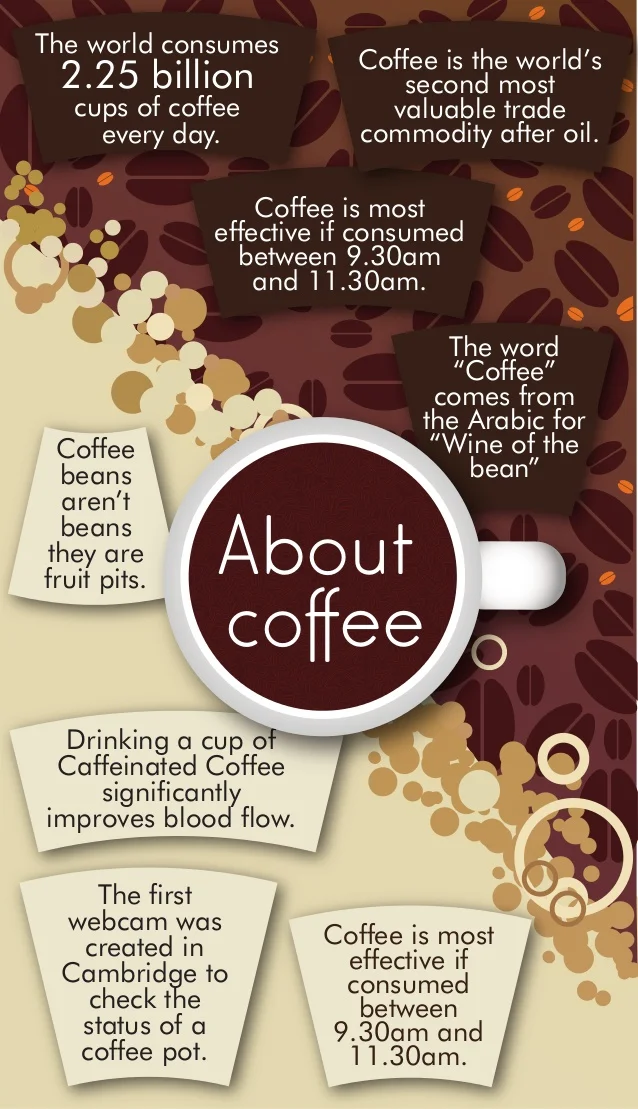 The world consumes
2.25 billion
cups of coffee
every day.
Coffee is the world’s
second most
valuable trade
commodity after oil.
Coffee is most
effective if consumed
between 9.30am
and 11.30am.
The word
“Coffee”
comes from
the Arabic for
“Wine of the
bean”
Coffee
beans
aren’t
beans
they are
fruit pits.
About
coffee
Drinking a cup of
Caffeinated Coffee
significantly
improves blood flow.
The first
webcam was
created in
Cambridge to
check the
status of a
coffee pot.
Coffee is most
effective if
consumed
between
9.30am and
11.30am.